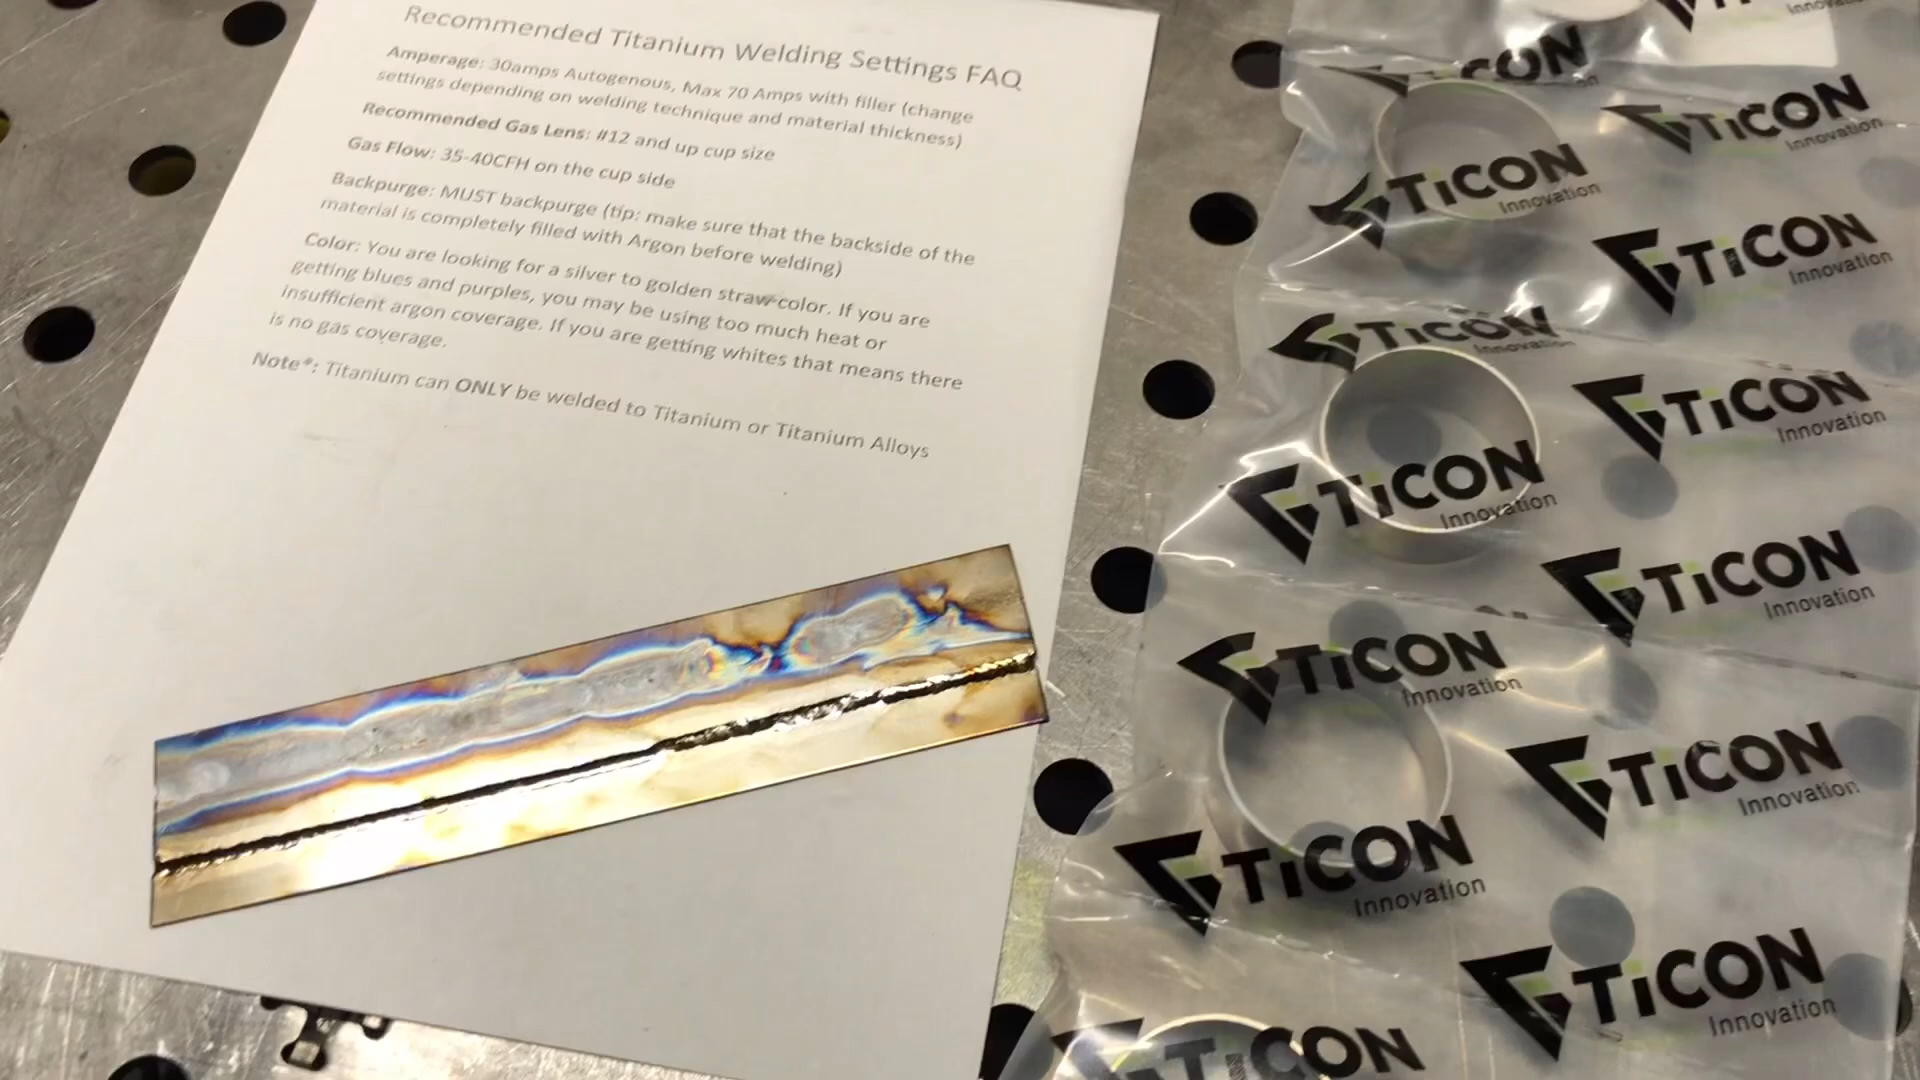 Recommended Titanium Welding Settings FAQ
Amperage: 30amps Autogenous, Max 70 Amps with filler (change
settings depending on welding technique and material thickness)
Recommended Gas Lens: #12 and up cup size
Gas Flow: 35-40CFH on the cup side
Backpurge: MUST backpurge (tip: make sure that the backside of the
material is completely filled with Argon before welding)
Color: You are looking for a silver to golden straw-color. If you are
getting blues and purples, you may be using too much heat or
insufficient argon coverage. If you are getting whites that means there
is no gas coverage.
Note*: Titanium can ONLY be welded to Titanium or Titanium Alloys
Innovation
TiCON
TiCON
Innovation
TiCON
Innovation
TiCON
Innovation
TiCON
Innovation
TiCON
Innovation
TiCON
Innovation
TiCON
Innovation
TiCON
Innovation
TiCON
Innovation
TiCON
Innovation
TiCON
Innovation
TiCON